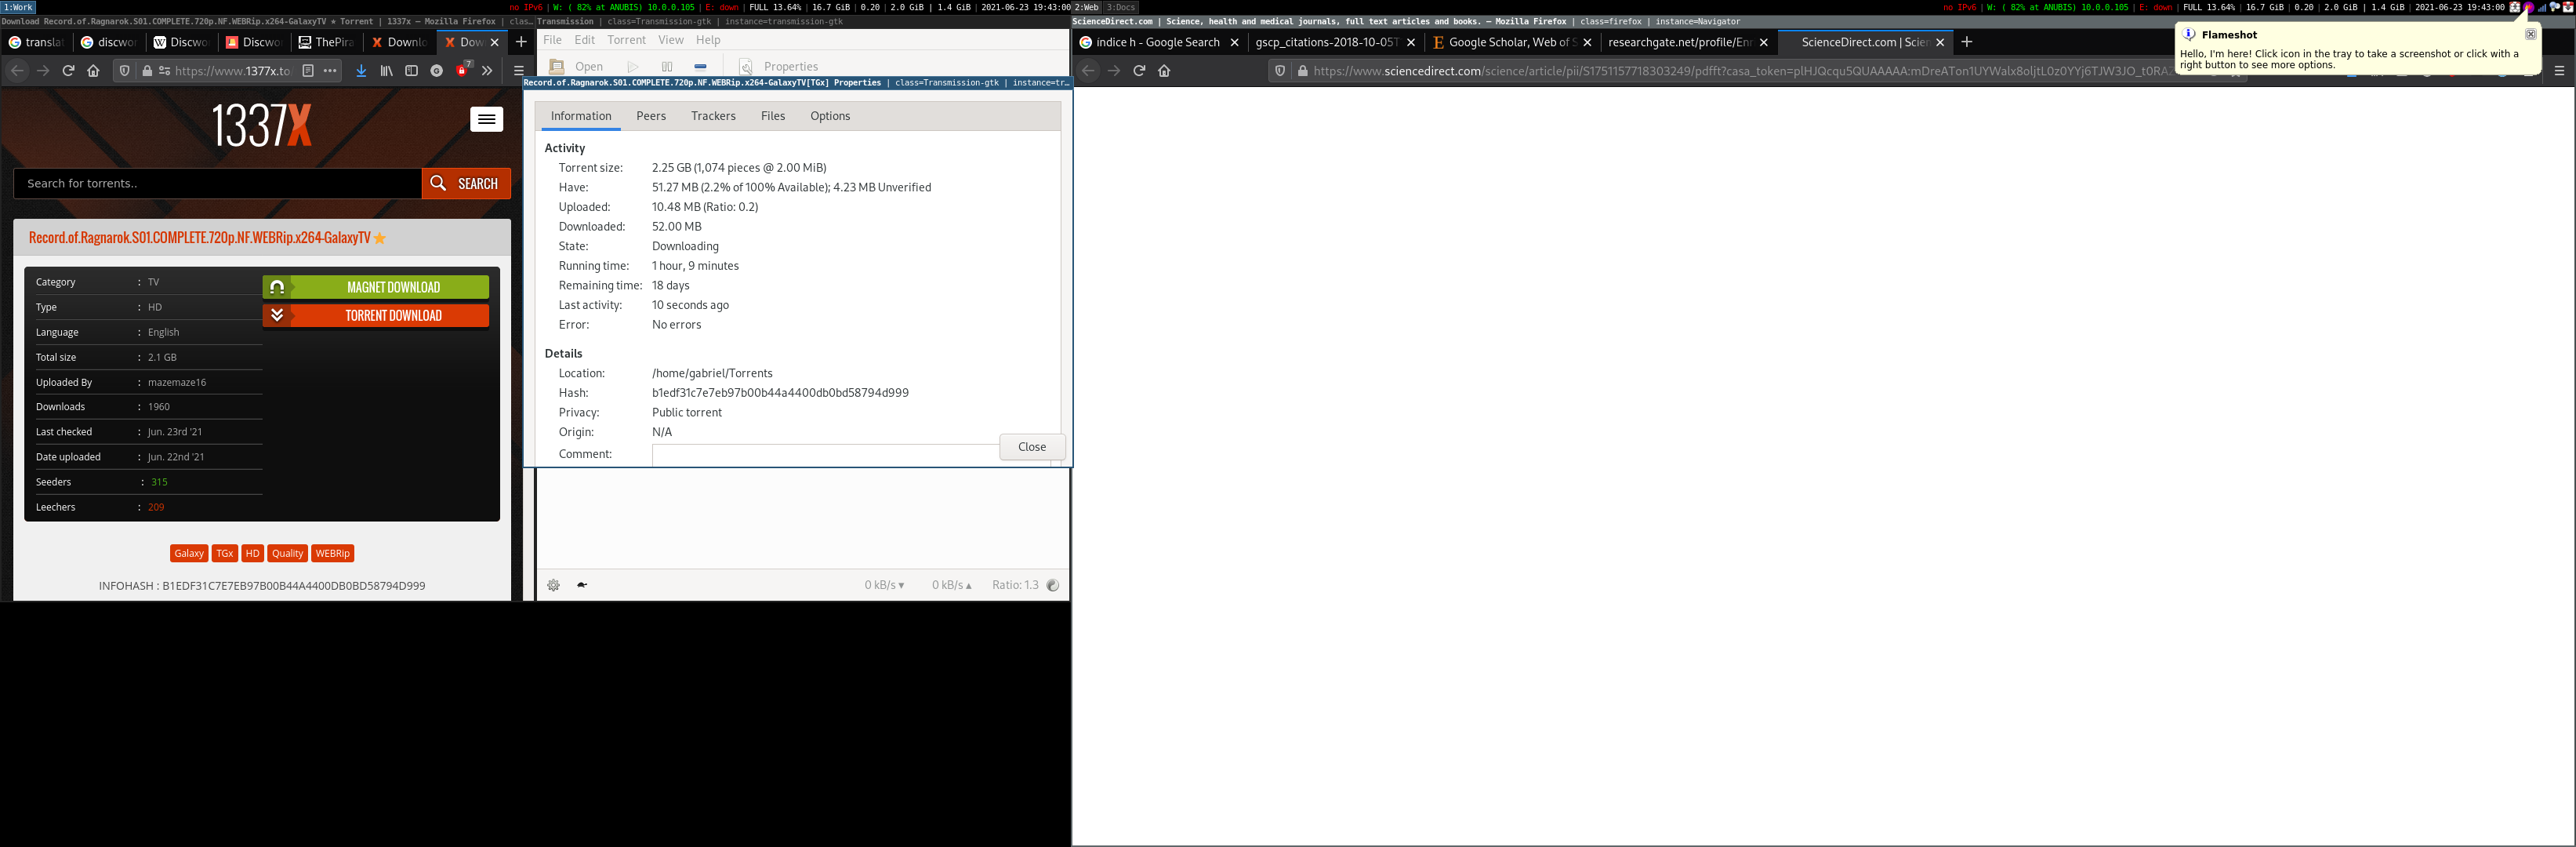 1:Work
no IPv6 | W: ( 82% at ANUBIS) 10.0.0.105 | E: down | FULL 13.64% | 16.7 GiB | 0.20 | 2.0 GiB | 1.4 GiB | 2021-06-23 19:43:00
2:Web 3:Docs
no IPv6 | W: ( 82% at ANUBIS) 10.0.0.105 | E: down | FULL 13.64% | 16.7 GiB | 0.20 | 2.0 GiB | 1.4 GiB | 2021-06-23 19:43:00
Download Record.of.Ragnarok.S01.COMPLETE.720p.NF.WEBRip.x264-GalaxyTV ★ Torrent | 1337x — Mozilla Firefox | clas…
translat
discwor
Discwo
Discwo
ThePira
Downlo
Dow
https://www.1377x.to
7
1337X
Search for torrents..
SEARCH
Record.of.Ragnarok.S01.COMPLETE.720p.NF.WEBRip.x264-GalaxyTV
Category : TV
Type : HD
Language : English
Total size : 2.1 GB
Uploaded By : mazemaze16
Downloads : 1960
Last checked : Jun. 23rd '21
Date uploaded : Jun. 22nd '21
Seeders : 315
Leechers : 209
MAGNET DOWNLOAD
TORRENT DOWNLOAD
Galaxy TGx HD Quality WEBRip
INFOHASH : B1EDF31C7E7EB97B00B44A4400DB0BD58794D999
Transmission | class=Transmission-gtk | instance=transmission-gtk
File Edit Torrent View Help
Open Properties
Record.of.Ragnarok.S01.COMPLETE.720p.NF.WEBRip.x264-GalaxyTV[TGx] Properties | class=Transmission-gtk | instance=tr…
Information Peers Trackers Files Options
Activity
Torrent size: 2.25 GB (1,074 pieces @ 2.00 MiB)
Have: 51.27 MB (2.2% of 100% Available); 4.23 MB Unverified
Uploaded: 10.48 MB (Ratio: 0.2)
Downloaded: 52.00 MB
State: Downloading
Running time: 1 hour, 9 minutes
Remaining time: 18 days
Last activity: 10 seconds ago
Error: No errors
Details
Location: /home/gabriel/Torrents
Hash: b1edf31c7e7eb97b00b44a4400db0bd58794d999
Privacy: Public torrent
Origin: N/A
Comment:
Close
0 kB/s ▾ 0 kB/s ▴ Ratio: 1.3
ScienceDirect.com | Science, health and medical journals, full text articles and books. — Mozilla Firefox | class=firefox | instance=Navigator
índice h - Google Search
gscp_citations-2018-10-05T
Google Scholar, Web of S
researchgate.net/profile/Enr
ScienceDirect.com | Scien
https://www.sciencedirect.com/science/article/pii/S1751157718303249/pdfft?casa_token=plHJQcqu5QUAAAAA:mDreATon1UYWalx8oljtL0z0YYj6TJW3JO_t0RA
Flameshot
Hello, I'm here! Click icon in the tray to take a screenshot or click with a
right button to see more options.